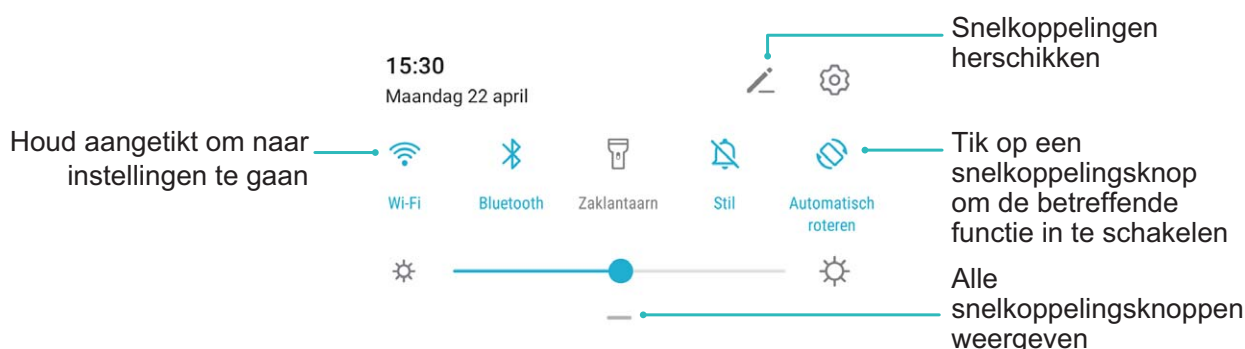 Snelkoppelingen
herschikken
15:30
Maandag 22 april
Houd aangetikt om naar
instellingen te gaan
Wi-Fi
Bluetooth
Zaklantaarn
Stil
Automatisch
roteren
Tik op een
snelkoppelingsknop
om de betreffende
functie in te schakelen
Alle
snelkoppelingsknoppen
weergeven